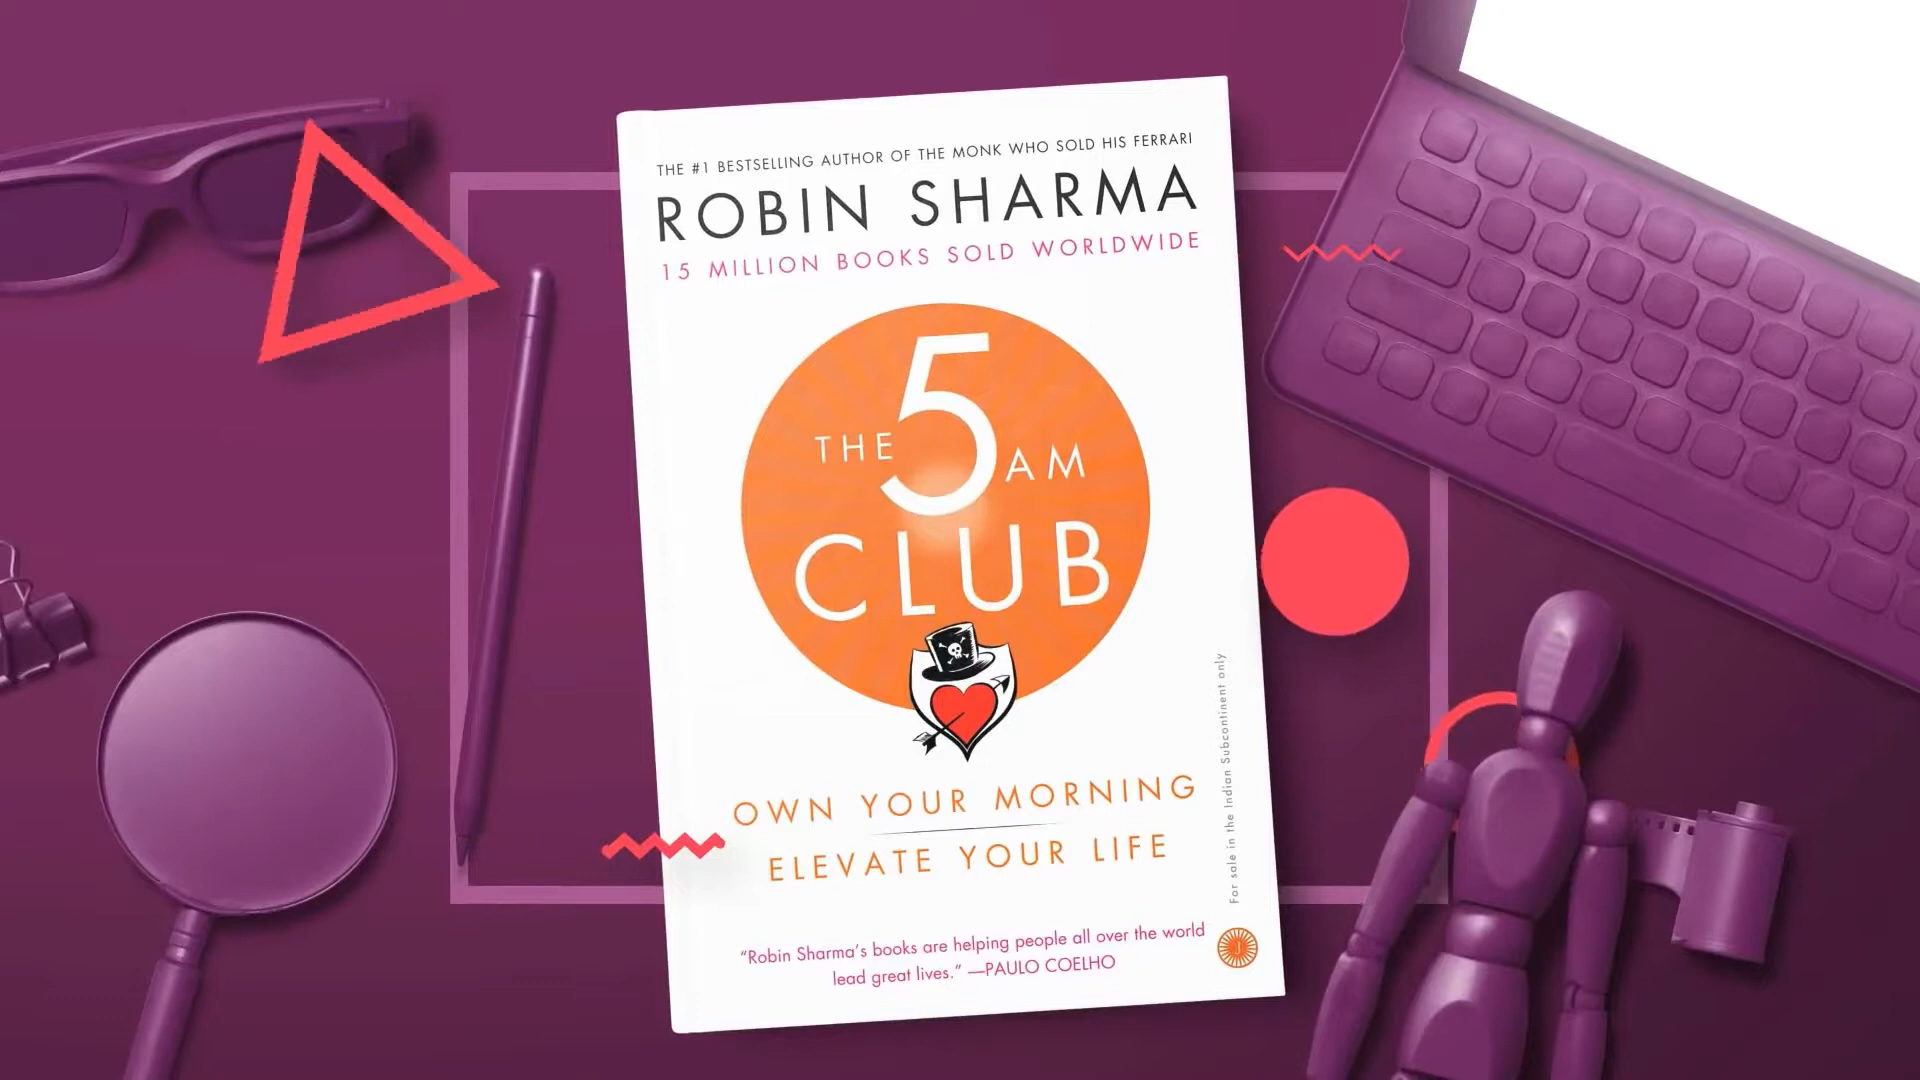 THE #1 BESTSELLING AUTHOR OF THE MONK WHO SOLD HIS FERRARI
ROBIN SHARMA
15 MILLION BOOKS SOLD WORLDWIDE
THE 5 AM
CLUB
OWN YOUR MORNING
ELEVATE YOUR LIFE
For sale in the Indian Subcontinent only
“Robin Sharma’s books are helping people all over the world
lead great lives.” —PAULO COELHO
J